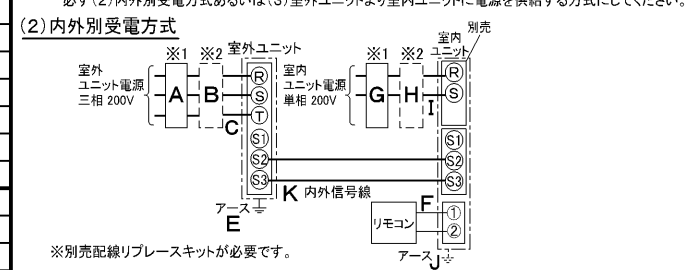 必ず(2)内外別受電方式あるいは(3)室外ユニットより室内ユニットに電源を供給する方式にしてください。
(2)内外別受電方式
別売
※1 ※2 室外ユニット
※1 ※2 室内
ユニット
室外
ユニット電源
三相 200V
A B C
R
S
T
S1
S2
S3
室内
ユニット電源
単相 200V
G H I
R
S
S1
S2
S3
K 内外信号線
アース
E
リモコン
F
①
②
アース J
※別売配線リプレースキットが必要です。